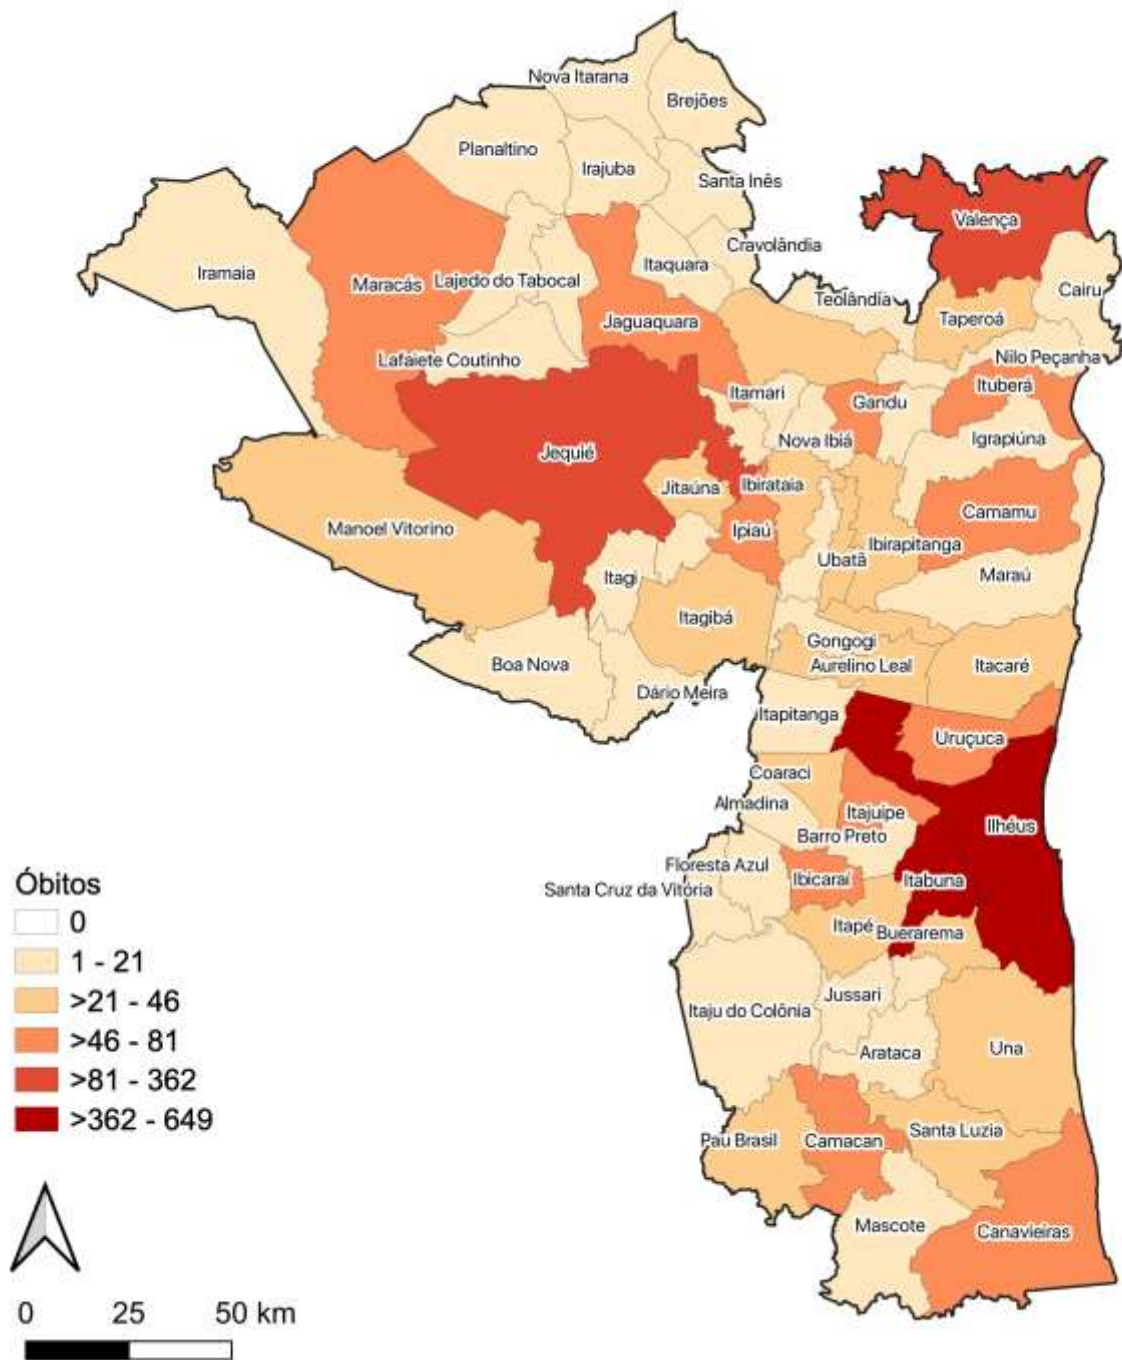 Nova Itarana
Brejões
Planaltino
Irajuba
Santa Inês
Valença
Cravolândia
Iramaia
Itaquara
Lajedo do Tabocal
Maracás
Cairu
Teolândia
Taperoá
Jaguaquara
Nilo Peçanha
Lafaiete Coutinho
Ituberá
Itamari
Gandu
Nova Ibiá
Igrapiúna
Jequié
Jitaúna
Ibirataia
Camamu
Manoel Vitorino
Ipiaú
Ibirapitanga
Ubatã
Maraú
Itagi
Itagibá
Gongogi
Boa Nova
Aurelino Leal
Itacaré
Dário Meira
Itapitanga
Uruçuca
Coaraci
Almadina
Itajuípe
Ilhéus
Barro Preto
Floresta Azul
Ibicaraí
Itabuna
Santa Cruz da Vitória
Itapé
Buerarema
Jussari
Itaju do Colônia
Una
Arataca
Santa Luzia
Pau Brasil
Camacan
Mascote
Canavieiras
Óbitos
0
1 - 21
>21 - 46
>46 - 81
>81 - 362
>362 - 649
0 25 50 km